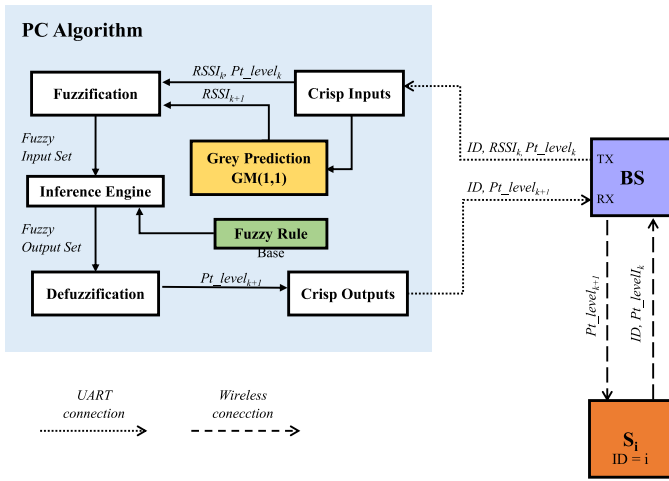 PC Algorithm
RSSIₖ, Pt_levelₖ
Fuzzification
Crisp Inputs
RSSIₖ₊₁
Fuzzy
Input Set
Grey Prediction
GM(1,1)
ID, RSSIₖ, Pt_levelₖ
TX
BS
RX
Inference Engine
ID, Pt_levelₖ₊₁
Fuzzy
Output Set
Fuzzy Rule
Base
Defuzzification
Pt_levelₖ₊₁
Crisp Outputs
Pt_levelₖ₊₁
ID, Pt_levelIₖ
UART
connection
Wireless
conecction
Sᵢ
ID = i